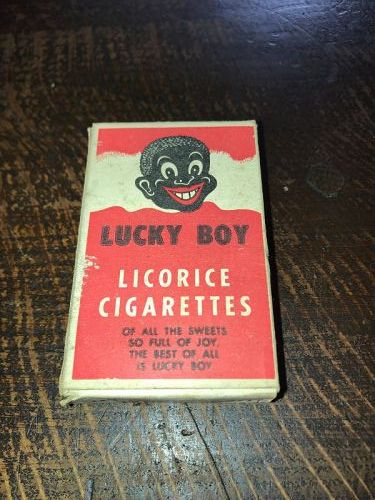 LUCKY BOY
LICORICE
CIGARETTES
OF ALL THE SWEETS
SO FULL OF JOY,
THE BEST OF ALL
IS LUCKY BOY